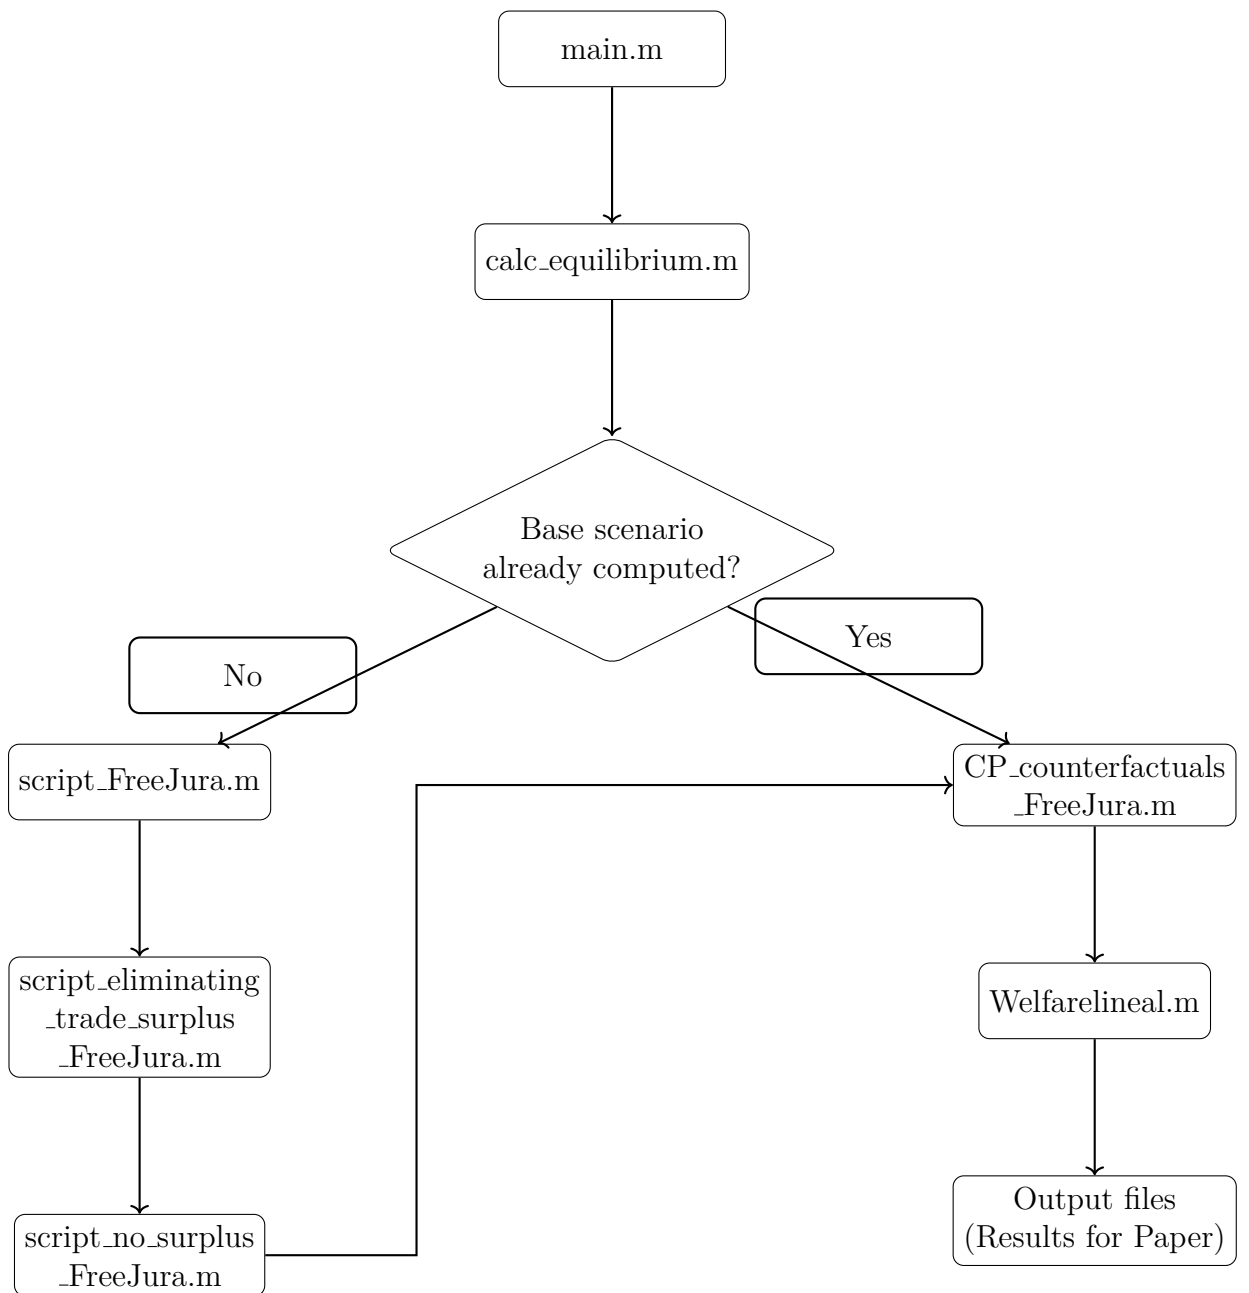 main.m
calc_equilibrium.m
Base scenario
already computed?
No
Yes
script_FreeJura.m
CP_counterfactuals
_FreeJura.m
script_eliminating
_trade_surplus
_FreeJura.m
Welfarelineal.m
script_no_surplus
_FreeJura.m
Output files
(Results for Paper)